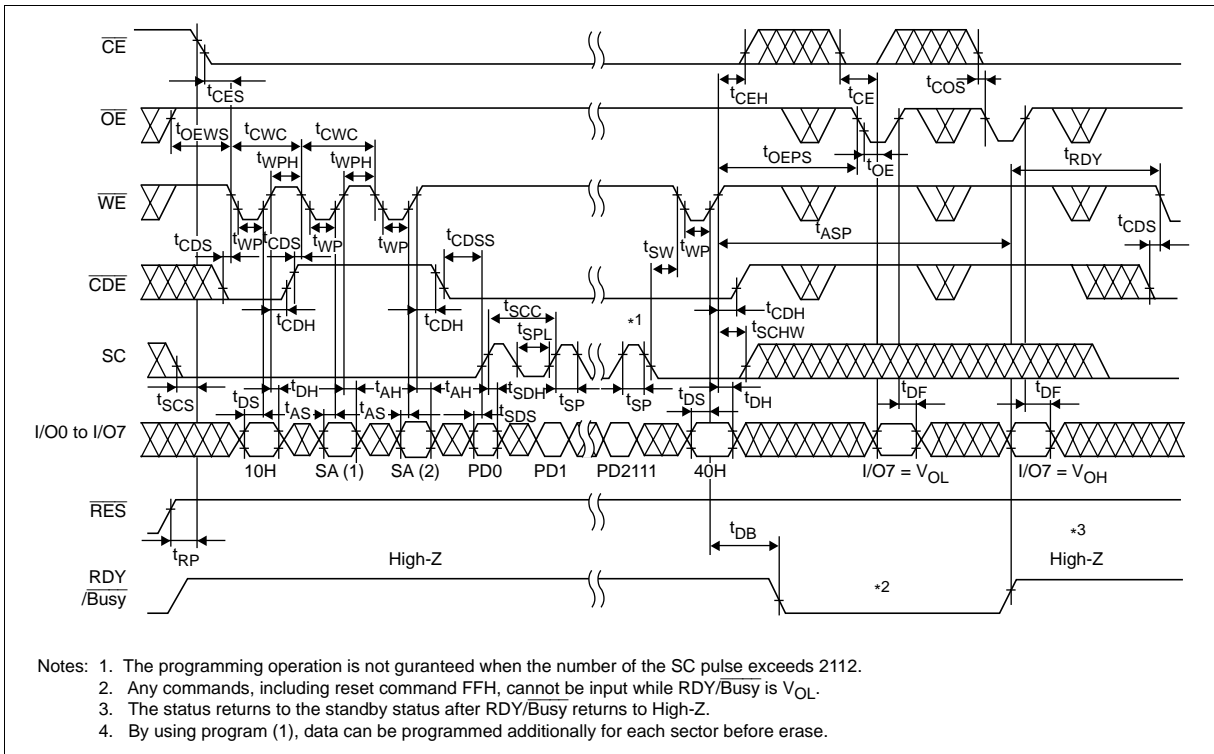 CE
tCES
tCEH
tCE
tCOS
OE
tOEWS
tCWC
tCWC
tWPH
tWPH
tOEPS
tOE
tRDY
WE
tCDS
tWP
tCDS
tWP
tWP
tCDSS
tSW
tWP
tASP
tCDS
CDE
tCDH
tCDH
tSCC
tSPL
*1
tCDH
tSCHW
SC
tSCS
tDS
tDH
tAS
tAH
tAS
tAH
tSDH
tSDS
tSP
tSP
tDS
tDH
tDF
tDF
I/O0 to I/O7
10H SA (1) SA (2) PD0 PD1 PD2111 40H I/O7 = VOL I/O7 = VOH
RES
tRP
tDB
*3
High-Z
High-Z
RDY
/Busy
*2
Notes: 1. The programming operation is not guranteed when the number of the SC pulse exceeds 2112.
2. Any commands, including reset command FFH, cannot be input while RDY/Busy is VOL.
3. The status returns to the standby status after RDY/Busy returns to High-Z.
4. By using program (1), data can be programmed additionally for each sector before erase.